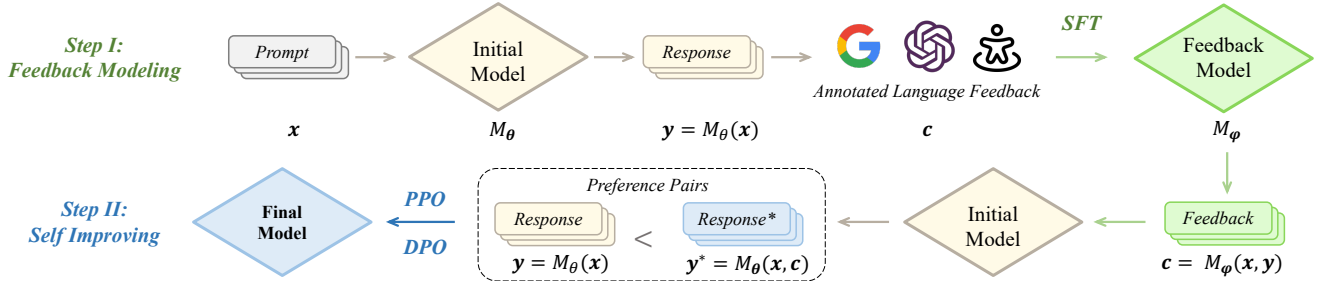 Step I:
Feedback Modeling
Prompt
Initial
Model
Response
Annotated Language Feedback
SFT
Feedback
Model
𝒙
M_𝜽
𝒚 = M_θ(𝒙)
𝒄
M_𝝋
Step II:
Self Improving
Final
Model
PPO
DPO
Preference Pairs
Response
<
Response*
𝒚 = M_θ(𝒙)
𝒚* = M_𝜽(𝒙, 𝒄)
Initial
Model
Feedback
𝒄 = M_𝝋(𝒙, 𝒚)